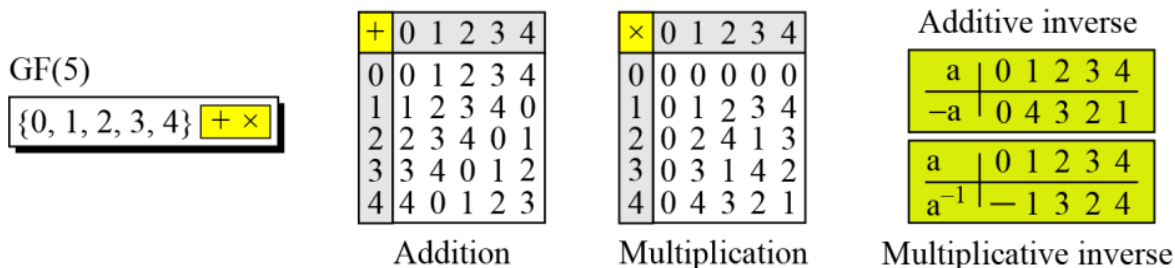 GF(5)
{0, 1, 2, 3, 4} + ×
+ 0 1 2 3 4
0 0 1 2 3 4
1 1 2 3 4 0
2 2 3 4 0 1
3 3 4 0 1 2
4 4 0 1 2 3
Addition
× 0 1 2 3 4
0 0 0 0 0 0
1 0 1 2 3 4
2 0 2 4 1 3
3 0 3 1 4 2
4 0 4 3 2 1
Multiplication
Additive inverse
a 0 1 2 3 4
−a 0 4 3 2 1
a 0 1 2 3 4
a⁻¹ — 1 3 2 4
Multiplicative inverse